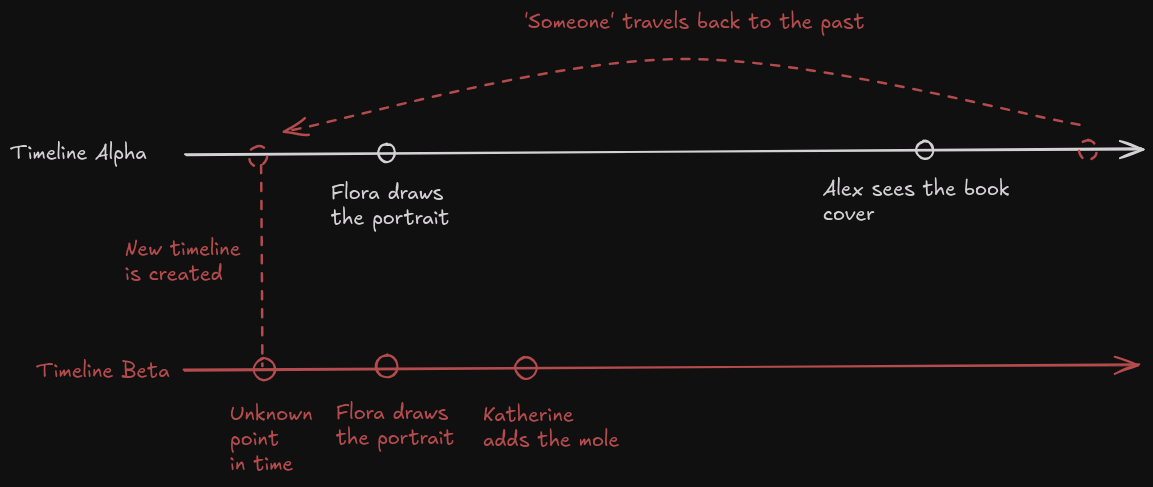 'Someone' travels back to the past
Timeline Alpha
Flora draws
the portrait
Alex sees the book
cover
New timeline
is created
Timeline Beta
Unknown
point
in time
Flora draws
the portrait
Katherine
adds the mole